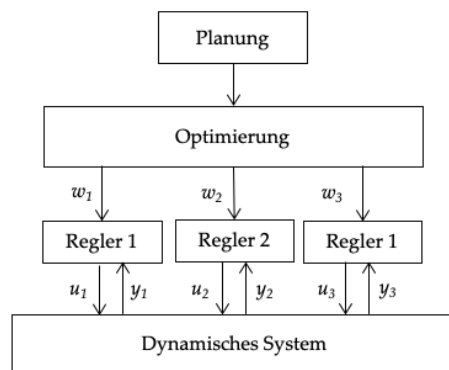 Planung
Optimierung
w1 w2 w3
Regler 1 Regler 2 Regler 1
u1 y1 u2 y2 u3 y3
Dynamisches System